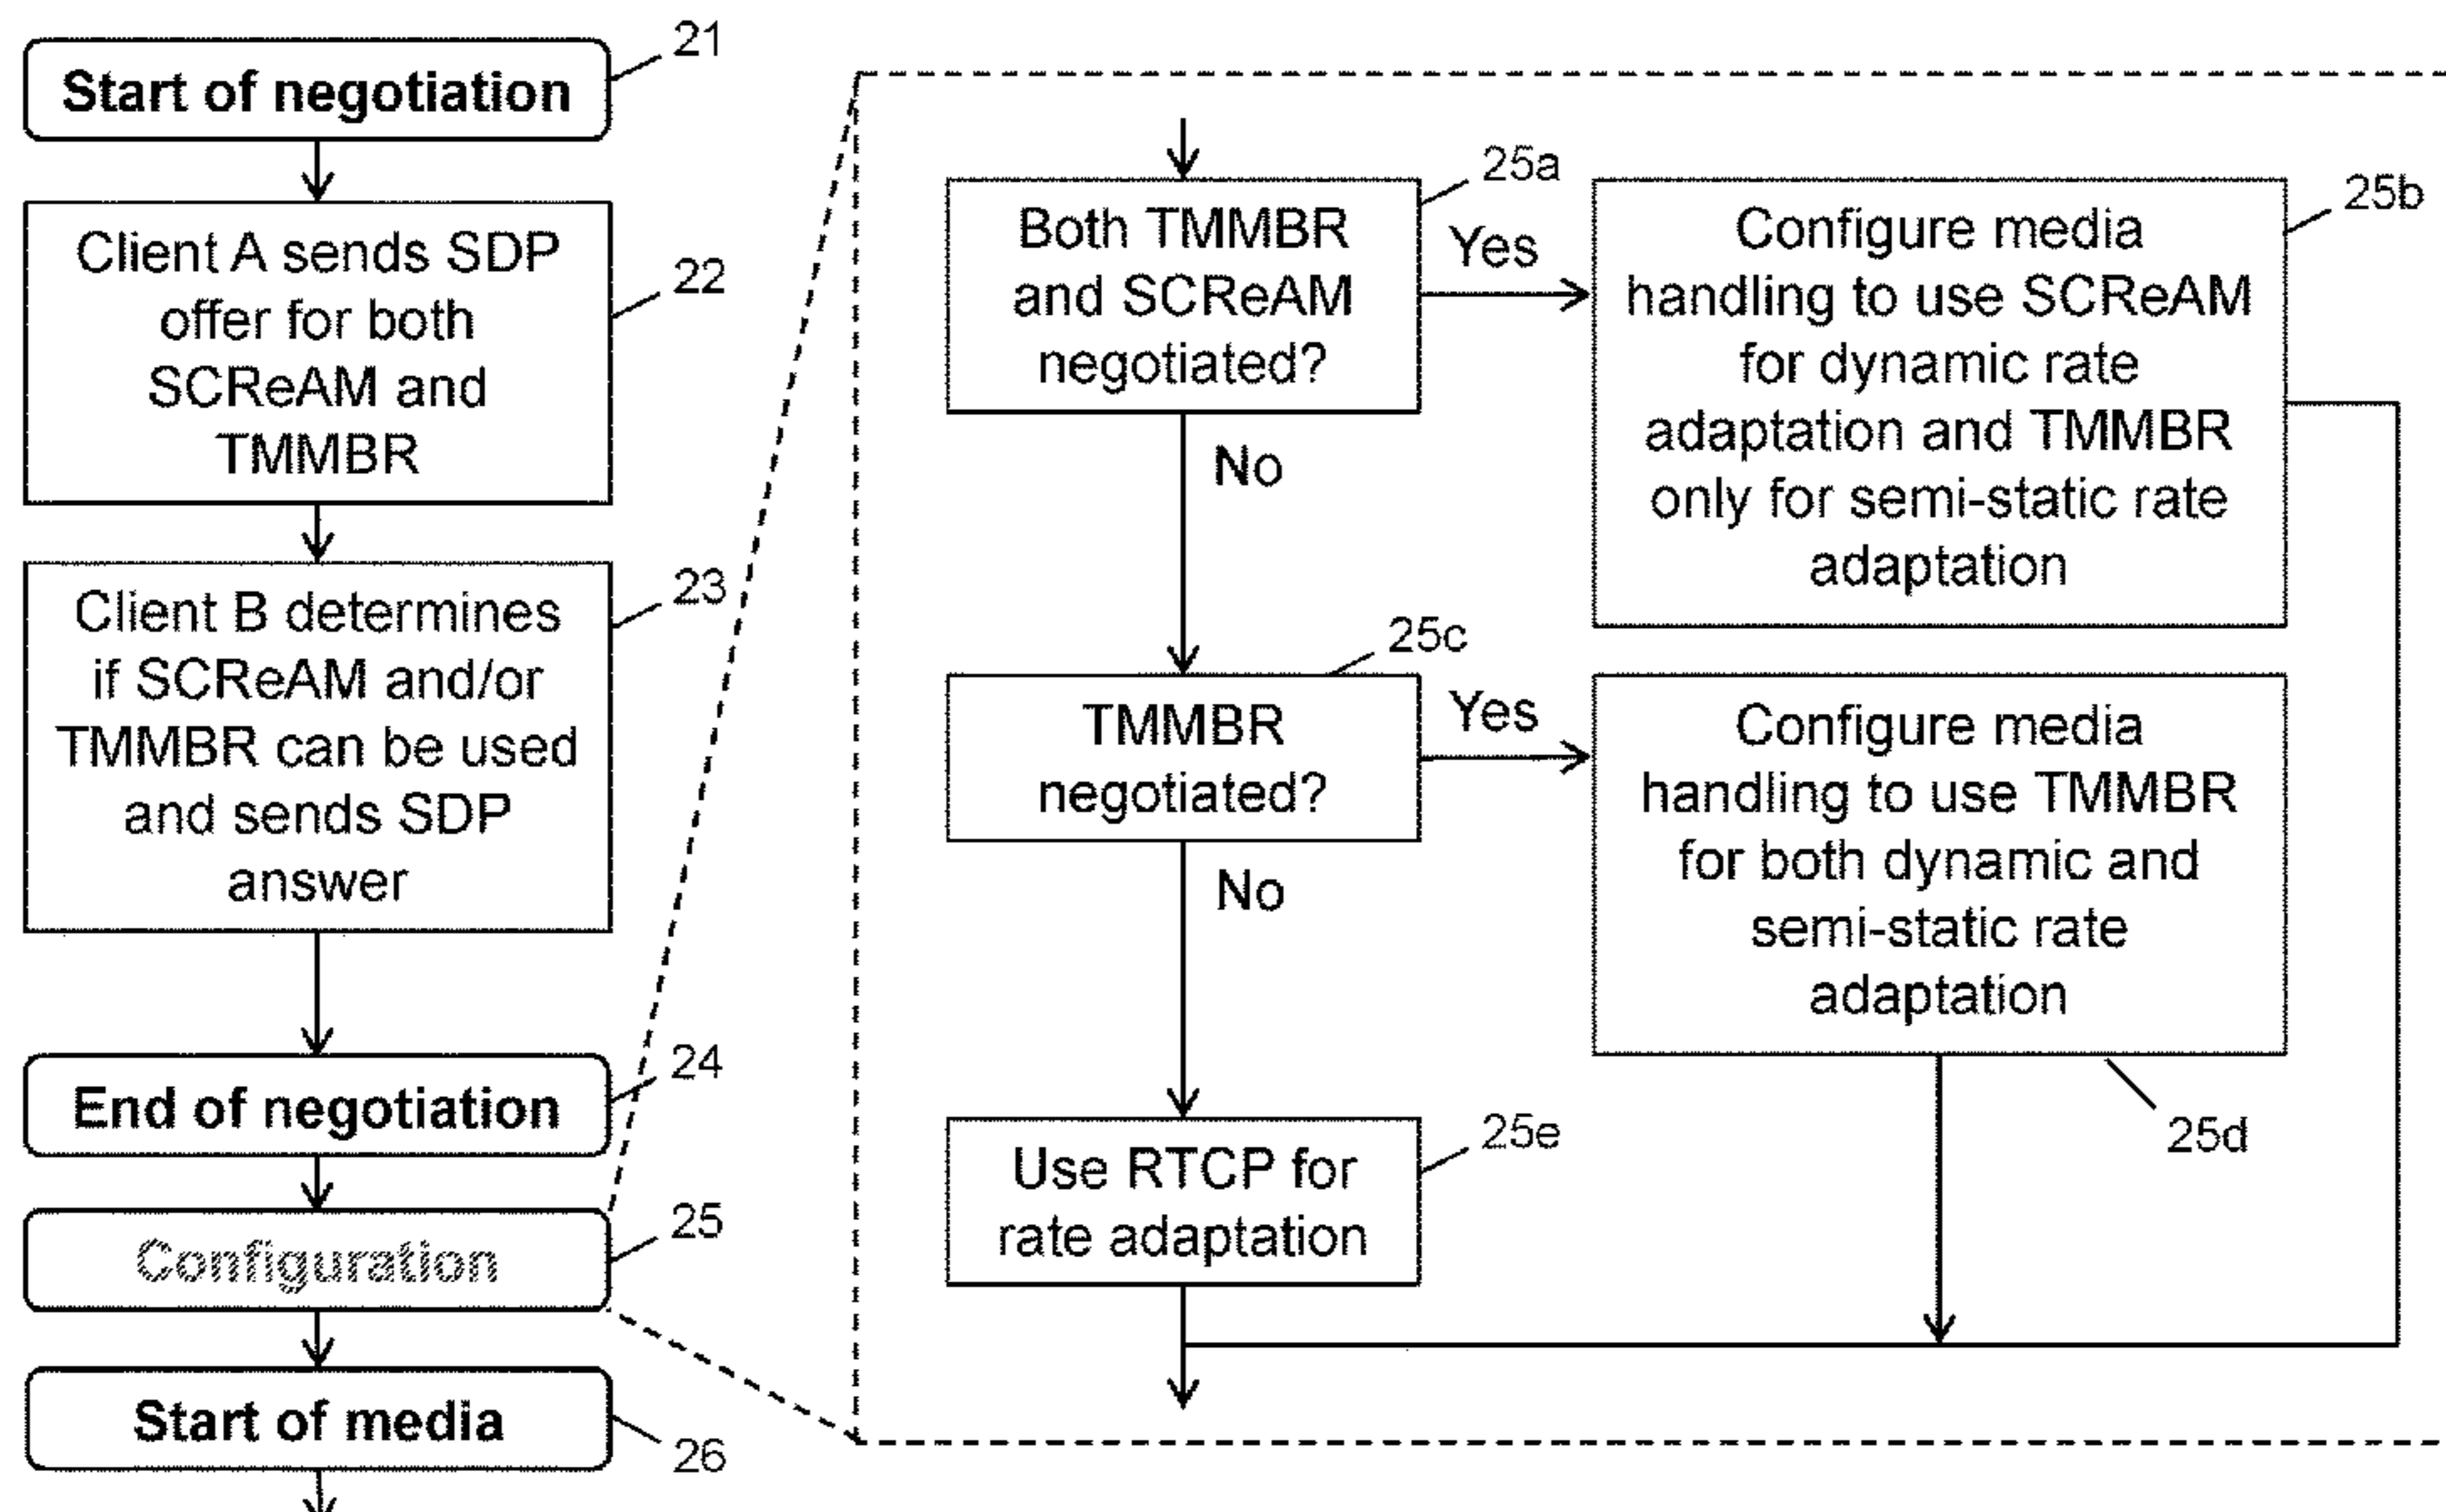 Start of negotiation
21
Client A sends SDP
offer for both
SCReAM and
TMMBR
22
Client B determines
if SCReAM and/or
TMMBR can be used
and sends SDP
answer
23
End of negotiation
24
Configuration
25
Start of media
26
Both TMMBR
and SCReAM
negotiated?
25a
Yes
No
Configure media
handling to use SCReAM
for dynamic rate
adaptation and TMMBR
only for semi-static rate
adaptation
25b
TMMBR
negotiated?
25c
Yes
No
Configure media
handling to use TMMBR
for both dynamic and
semi-static rate
adaptation
25d
Use RTCP for
rate adaptation
25e